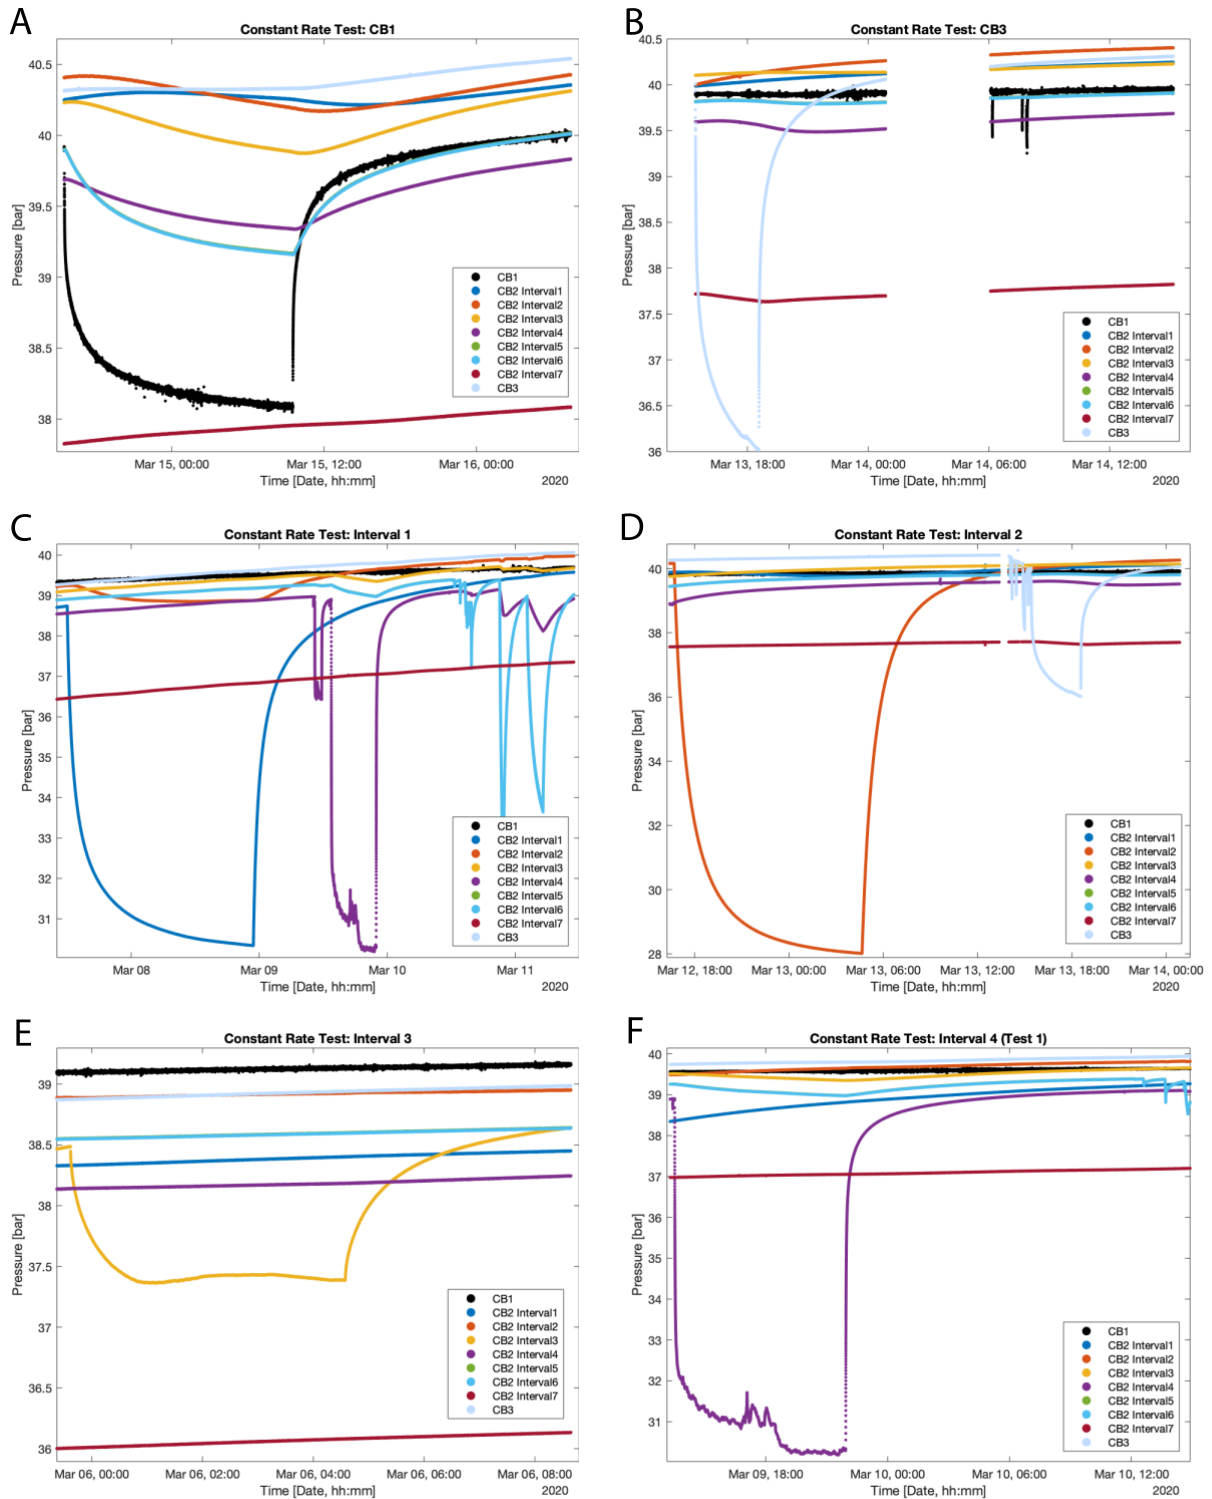 A
Constant Rate Test: CB1
40.5
40
39.5
39
38.5
38
Pressure [bar]
Mar 15, 00:00 Mar 15, 12:00 Mar 16, 00:00
Time [Date, hh:mm] 2020
CB1
CB2 Interval1
CB2 Interval2
CB2 Interval3
CB2 Interval4
CB2 Interval5
CB2 Interval6
CB2 Interval7
CB3
B
Constant Rate Test: CB3
40.5
40
39.5
39
38.5
38
37.5
37
36.5
36
Pressure [bar]
Mar 13, 18:00 Mar 14, 00:00 Mar 14, 06:00 Mar 14, 12:00
Time [Date, hh:mm] 2020
CB1
CB2 Interval1
CB2 Interval2
CB2 Interval3
CB2 Interval4
CB2 Interval5
CB2 Interval6
CB2 Interval7
CB3
C
Constant Rate Test: Interval 1
40
39
38
37
36
35
34
33
32
31
Pressure [bar]
Mar 08 Mar 09 Mar 10 Mar 11
Time [Date, hh:mm] 2020
CB1
CB2 Interval1
CB2 Interval2
CB2 Interval3
CB2 Interval4
CB2 Interval5
CB2 Interval6
CB2 Interval7
CB3
D
Constant Rate Test: Interval 2
40
38
36
34
32
30
28
Pressure [bar]
Mar 12, 18:00 Mar 13, 00:00 Mar 13, 06:00 Mar 13, 12:00 Mar 13, 18:00 Mar 14, 00:00
Time [Date, hh:mm] 2020
CB1
CB2 Interval1
CB2 Interval2
CB2 Interval3
CB2 Interval4
CB2 Interval5
CB2 Interval6
CB2 Interval7
CB3
E
Constant Rate Test: Interval 3
39
38.5
38
37.5
37
36.5
36
Pressure [bar]
Mar 06, 00:00 Mar 06, 02:00 Mar 06, 04:00 Mar 06, 06:00 Mar 06, 08:00
Time [Date, hh:mm] 2020
CB1
CB2 Interval1
CB2 Interval2
CB2 Interval3
CB2 Interval4
CB2 Interval5
CB2 Interval6
CB2 Interval7
CB3
F
Constant Rate Test: Interval 4 (Test 1)
40
39
38
37
36
35
34
33
32
31
Pressure [bar]
Mar 09, 18:00 Mar 10, 00:00 Mar 10, 06:00 Mar 10, 12:00
Time [Date, hh:mm] 2020
CB1
CB2 Interval1
CB2 Interval2
CB2 Interval3
CB2 Interval4
CB2 Interval5
CB2 Interval6
CB2 Interval7
CB3